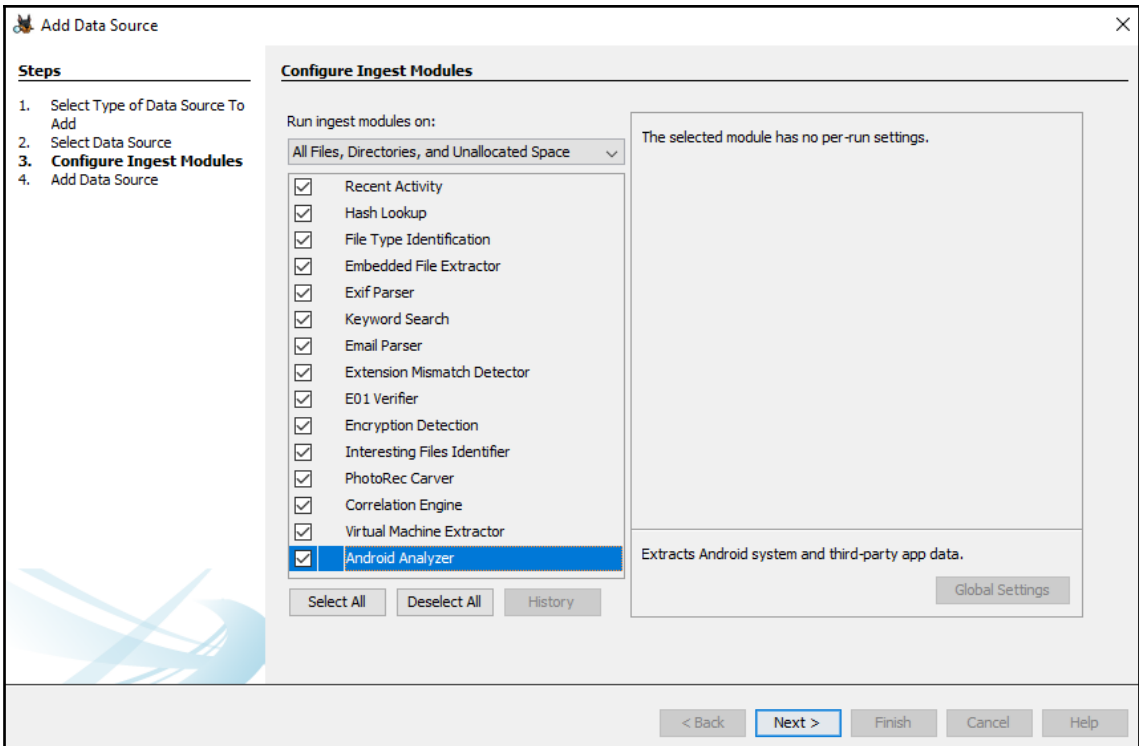 Add Data Source
Steps
1. Select Type of Data Source To
Add
2. Select Data Source
3. Configure Ingest Modules
4. Add Data Source
Configure Ingest Modules
Run ingest modules on:
All Files, Directories, and Unallocated Space
Recent Activity
Hash Lookup
File Type Identification
Embedded File Extractor
Exif Parser
Keyword Search
Email Parser
Extension Mismatch Detector
E01 Verifier
Encryption Detection
Interesting Files Identifier
PhotoRec Carver
Correlation Engine
Virtual Machine Extractor
Android Analyzer
Select All Deselect All History
The selected module has no per-run settings.
Extracts Android system and third-party app data.
Global Settings
< Back Next > Finish Cancel Help